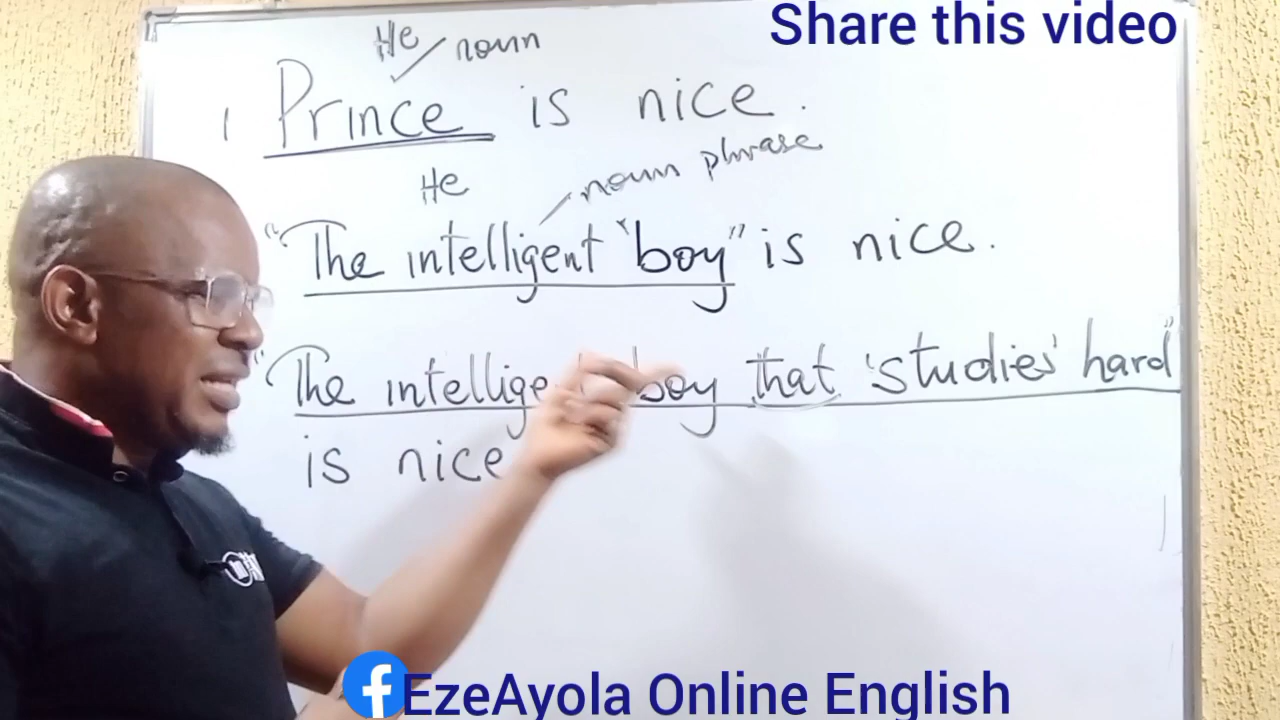 Share this video
He noun
1 Prince is nice.
He noun phrase
"The intelligent 'boy" is nice.
"The intellige boy that 'studies' hard"
is nice
EzeAyola Online English